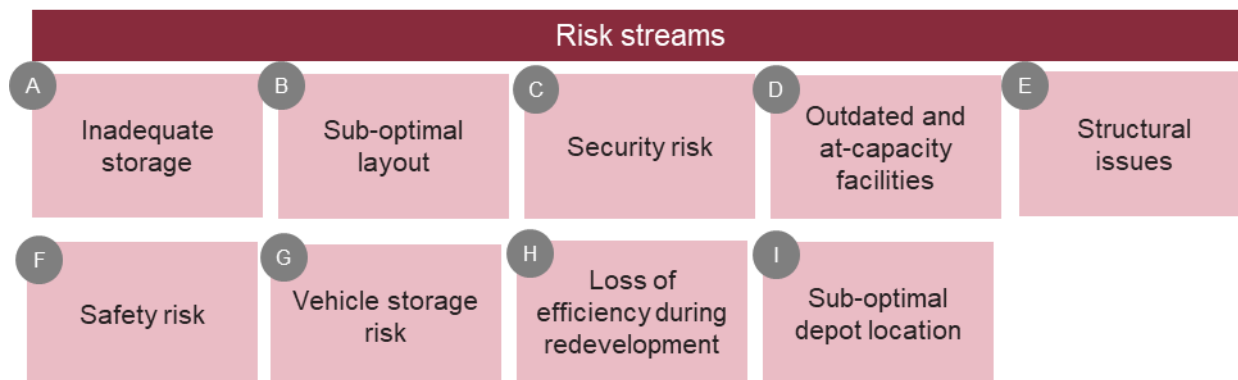 Risk streams
A
Inadequate
storage
B
Sub-optimal
layout
C
Security risk
D
Outdated and
at-capacity
facilities
E
Structural
issues
F
Safety risk
G
Vehicle storage
risk
H
Loss of
efficiency during
redevelopment
I
Sub-optimal
depot location